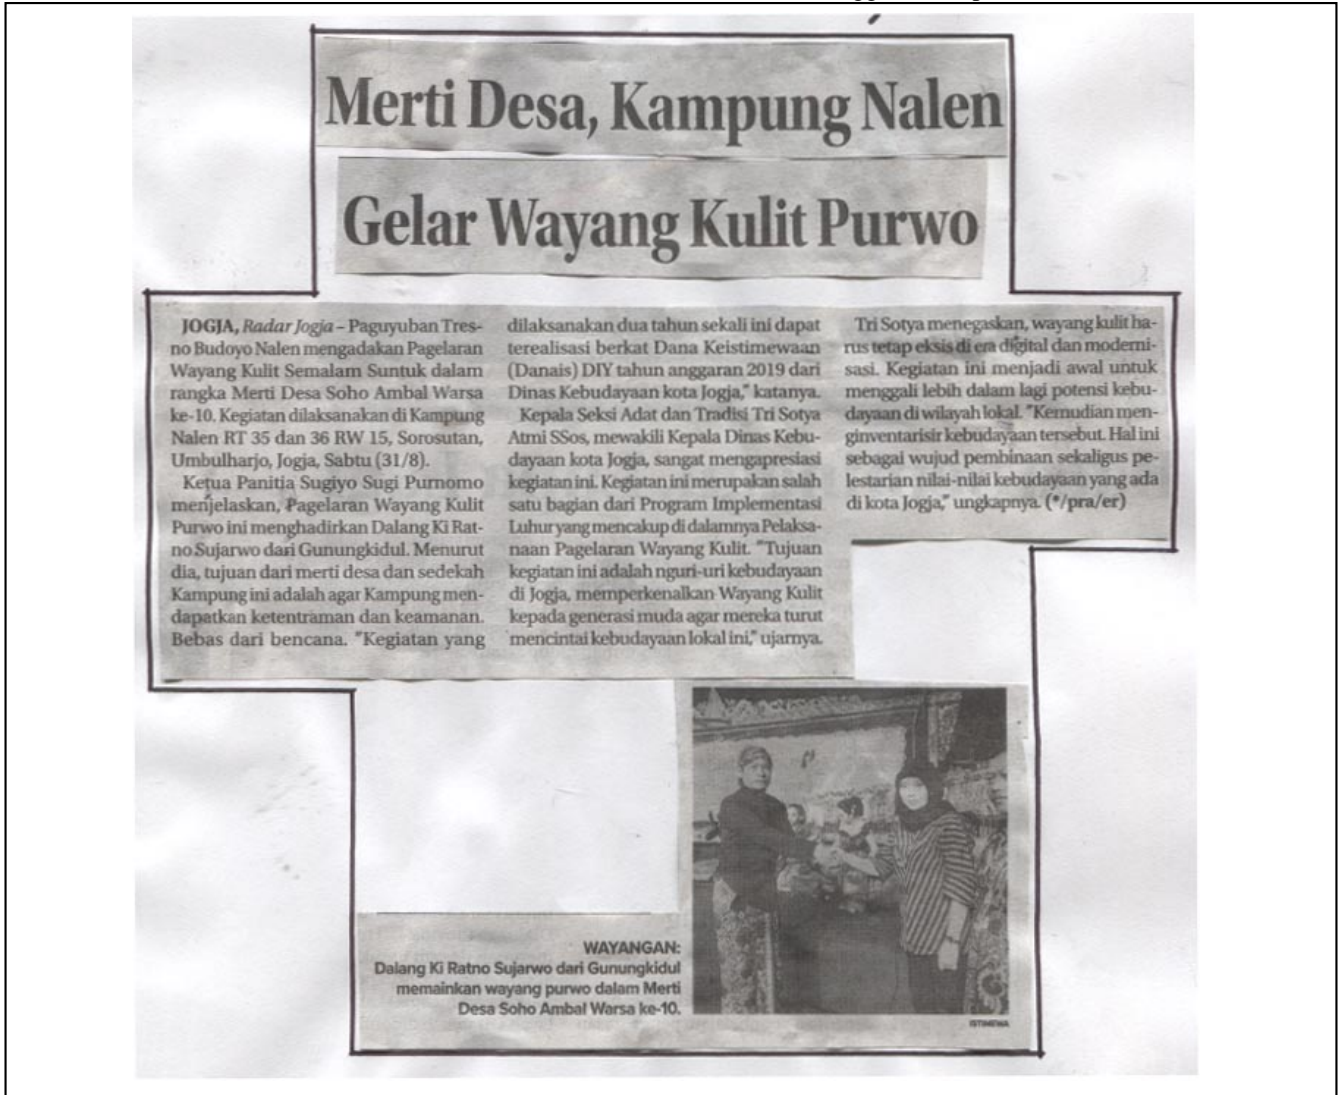 Merti Desa, Kampung Nalen
Gelar Wayang Kulit Purwo
JOGJA, Radar Jogja – Paguyuban Tres-
no Budoyo Nalen mengadakan Pagelaran
Wayang Kulit Semalam Suntuk dalam
rangka Merti Desa Soho Ambal Warsa
ke-10. Kegiatan dilaksanakan di Kampung
Nalen RT 35 dan 36 RW 15, Sorosutan,
Umbulharjo, Jogja, Sabtu (31/8).
Ketua Panitia Sugiyo Sugi Purnomo
menjelaskan, Pagelaran Wayang Kulit
Purwo ini menghadirkan Dalang Ki Rat-
no Sujarwo dari Gunungkidul. Menurut
dia, tujuan dari merti desa dan sedekah
Kampung ini adalah agar Kampung men-
dapatkan ketentraman dan keamanan.
Bebas dari bencana. "Kegiatan yang
dilaksanakan dua tahun sekali ini dapat
terealisasi berkat Dana Keistimewaan
(Danais) DIY tahun anggaran 2019 dari
Dinas Kebudayaan kota Jogja," katanya.
Kepala Seksi Adat dan Tradisi Tri Sotya
Atmi SSos, mewakili Kepala Dinas Kebu-
dayaan kota Jogja, sangat mengapresiasi
kegiatan ini. Kegiatan ini merupakan salah
satu bagian dari Program Implementasi
Luhur yang mencakup di dalamnya Pelaksa-
naan Pagelaran Wayang Kulit. "Tujuan
kegiatan ini adalah nguri-uri kebudayaan
di Jogja, memperkenalkan Wayang Kulit
kepada generasi muda agar mereka turut
mencintai kebudayaan lokal ini," ujarnya.
Tri Sotya menegaskan, wayang kulit ha-
rus tetap eksis di era digital dan moderni-
sasi. Kegiatan ini menjadi awal untuk
menggali lebih dalam lagi potensi kebu-
dayaan di wilayah lokal. "Kemudian men-
ginventarisir kebudayaan tersebut. Hal ini
sebagai wujud pembinaan sekaligus pe-
lestarian nilai-nilai kebudayaan yang ada
di kota Jogja," ungkapnya. (*/pra/er)
WAYANGAN:
Dalang Ki Ratno Sujarwo dari Gunungkidul
memainkan wayang purwo dalam Merti
Desa Soho Ambal Warsa ke-10.
ISTIMEWA